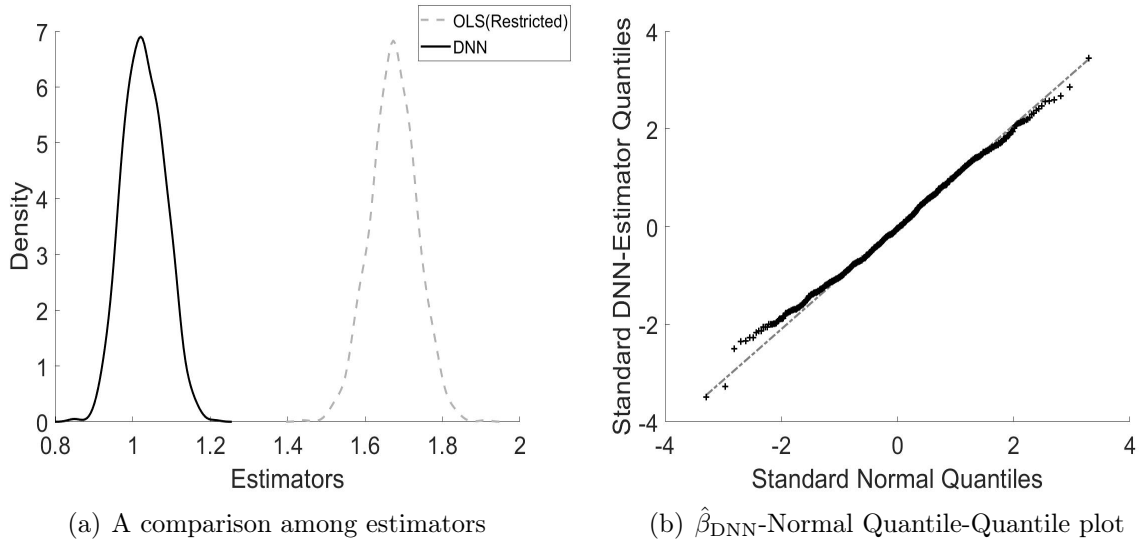 OLS(Restricted)
DNN
7
6
5
4
3
2
1
0
Density
0.8 1 1.2 1.4 1.6 1.8 2
Estimators
(a) A comparison among estimators
4
2
0
-2
-4
Standard DNN-Estimator Quantiles
-4 -2 0 2 4
Standard Normal Quantiles
(b) β̂DNN-Normal Quantile-Quantile plot